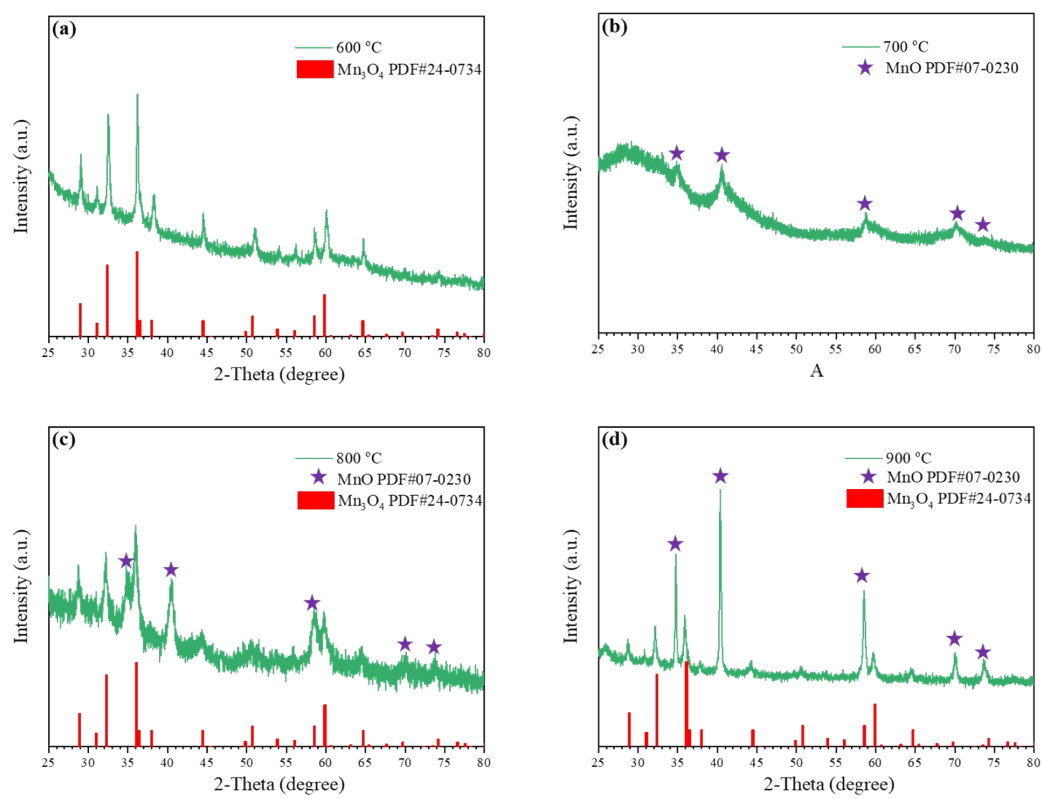 (a)
600 °C
Mn₃O₄ PDF#24-0734
Intensity (a.u.)
25 30 35 40 45 50 55 60 65 70 75 80
2-Theta (degree)
(b)
700 °C
MnO PDF#07-0230
Intensity (a.u.)
25 30 35 40 45 50 55 60 65 70 75 80
A
(c)
800 °C
MnO PDF#07-0230
Mn₃O₄ PDF#24-0734
Intensity (a.u.)
25 30 35 40 45 50 55 60 65 70 75 80
2-Theta (degree)
(d)
900 °C
MnO PDF#07-0230
Mn₃O₄ PDF#24-0734
Intensity (a.u.)
25 30 35 40 45 50 55 60 65 70 75 80
2-Theta (degree)